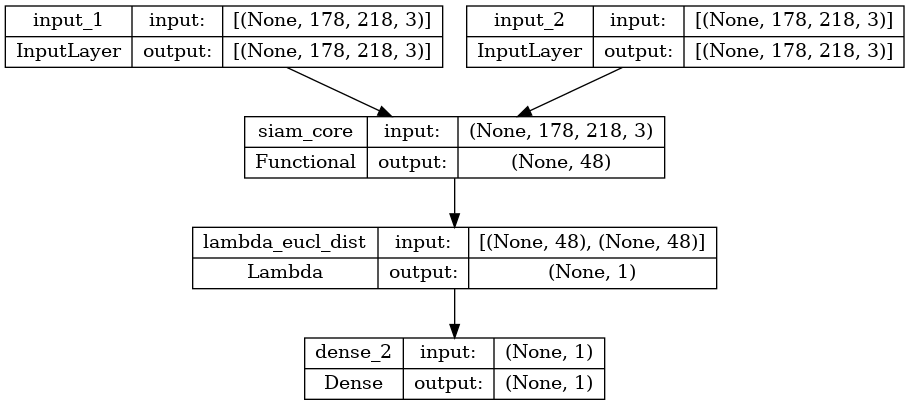 input_1 input: [(None, 178, 218, 3)]
InputLayer output: [(None, 178, 218, 3)]
input_2 input: [(None, 178, 218, 3)]
InputLayer output: [(None, 178, 218, 3)]
siam_core input: (None, 178, 218, 3)
Functional output: (None, 48)
lambda_eucl_dist input: [(None, 48), (None, 48)]
Lambda output: (None, 1)
dense_2 input: (None, 1)
Dense output: (None, 1)